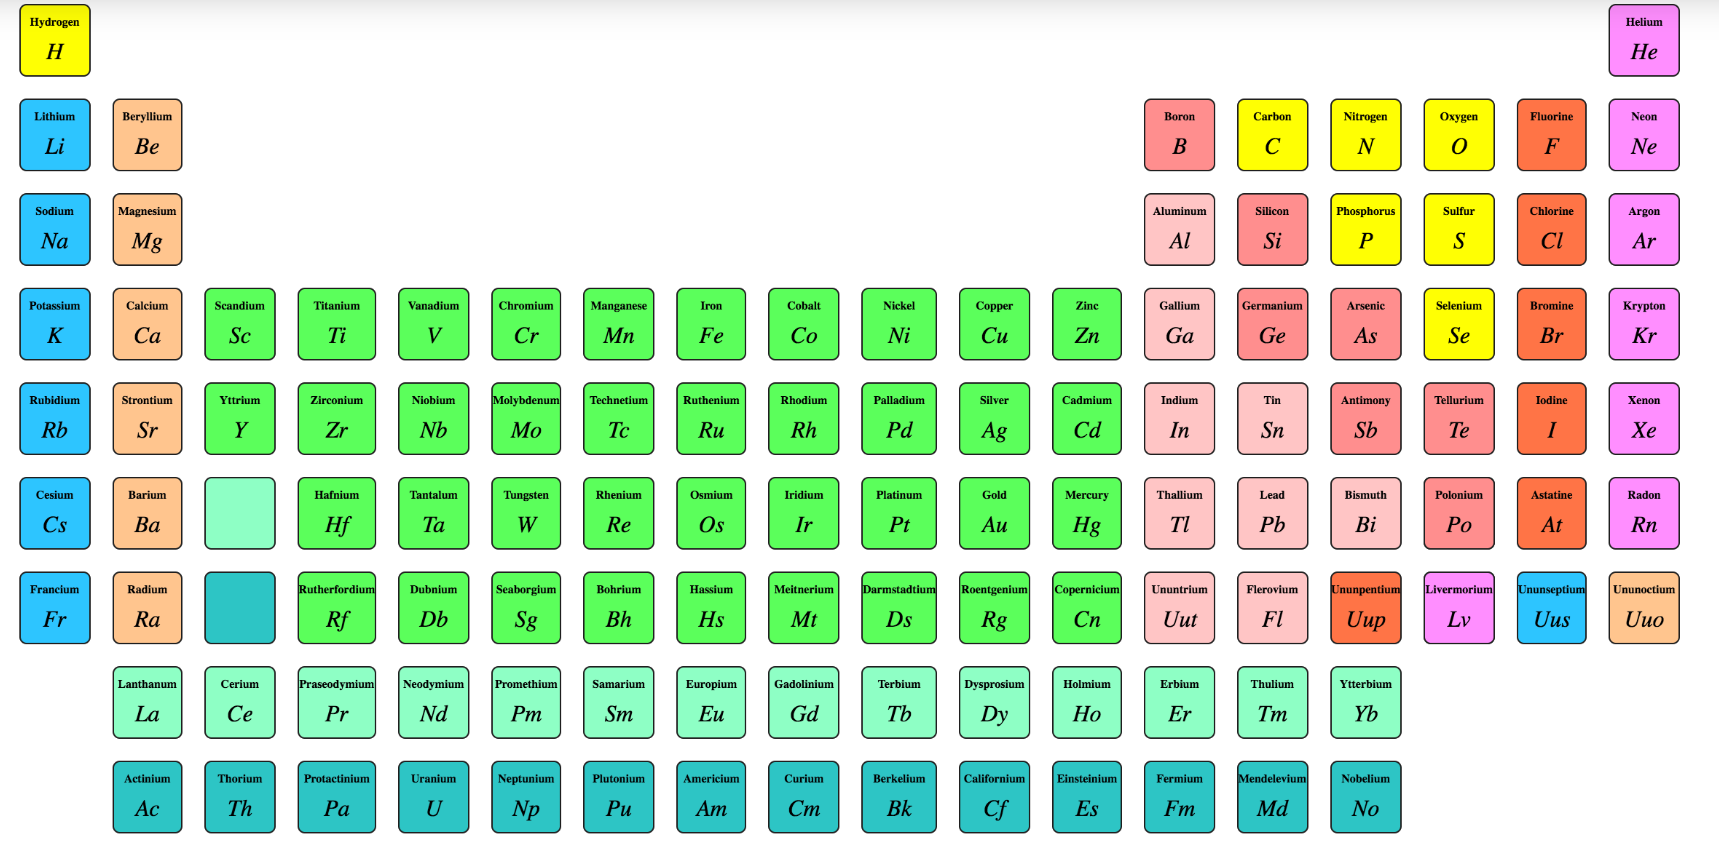 Hydrogen Helium
H He
Lithium Beryllium Boron Carbon Nitrogen Oxygen Fluorine Neon
Li Be B C N O F Ne
Sodium Magnesium Aluminum Silicon Phosphorus Sulfur Chlorine Argon
Na Mg Al Si P S Cl Ar
Potassium Calcium Scandium Titanium Vanadium Chromium Manganese Iron Cobalt Nickel Copper Zinc Gallium Germanium Arsenic Selenium Bromine Krypton
K Ca Sc Ti V Cr Mn Fe Co Ni Cu Zn Ga Ge As Se Br Kr
Rubidium Strontium Yttrium Zirconium Niobium Molybdenum Technetium Ruthenium Rhodium Palladium Silver Cadmium Indium Tin Antimony Tellurium Iodine Xenon
Rb Sr Y Zr Nb Mo Tc Ru Rh Pd Ag Cd In Sn Sb Te I Xe
Cesium Barium Hafnium Tantalum Tungsten Rhenium Osmium Iridium Platinum Gold Mercury Thallium Lead Bismuth Polonium Astatine Radon
Cs Ba Hf Ta W Re Os Ir Pt Au Hg Tl Pb Bi Po At Rn
Francium Radium Rutherfordium Dubnium Seaborgium Bohrium Hassium Meitnerium Darmstadtium Roentgenium Copernicium Ununtrium Flerovium Ununpentium Livermorium Ununseptium Ununoctium
Fr Ra Rf Db Sg Bh Hs Mt Ds Rg Cn Uut Fl Uup Lv Uus Uuo
Lanthanum Cerium Praseodymium Neodymium Promethium Samarium Europium Gadolinium Terbium Dysprosium Holmium Erbium Thulium Ytterbium
La Ce Pr Nd Pm Sm Eu Gd Tb Dy Ho Er Tm Yb
Actinium Thorium Protactinium Uranium Neptunium Plutonium Americium Curium Berkelium Californium Einsteinium Fermium Mendelevium Nobelium
Ac Th Pa U Np Pu Am Cm Bk Cf Es Fm Md No